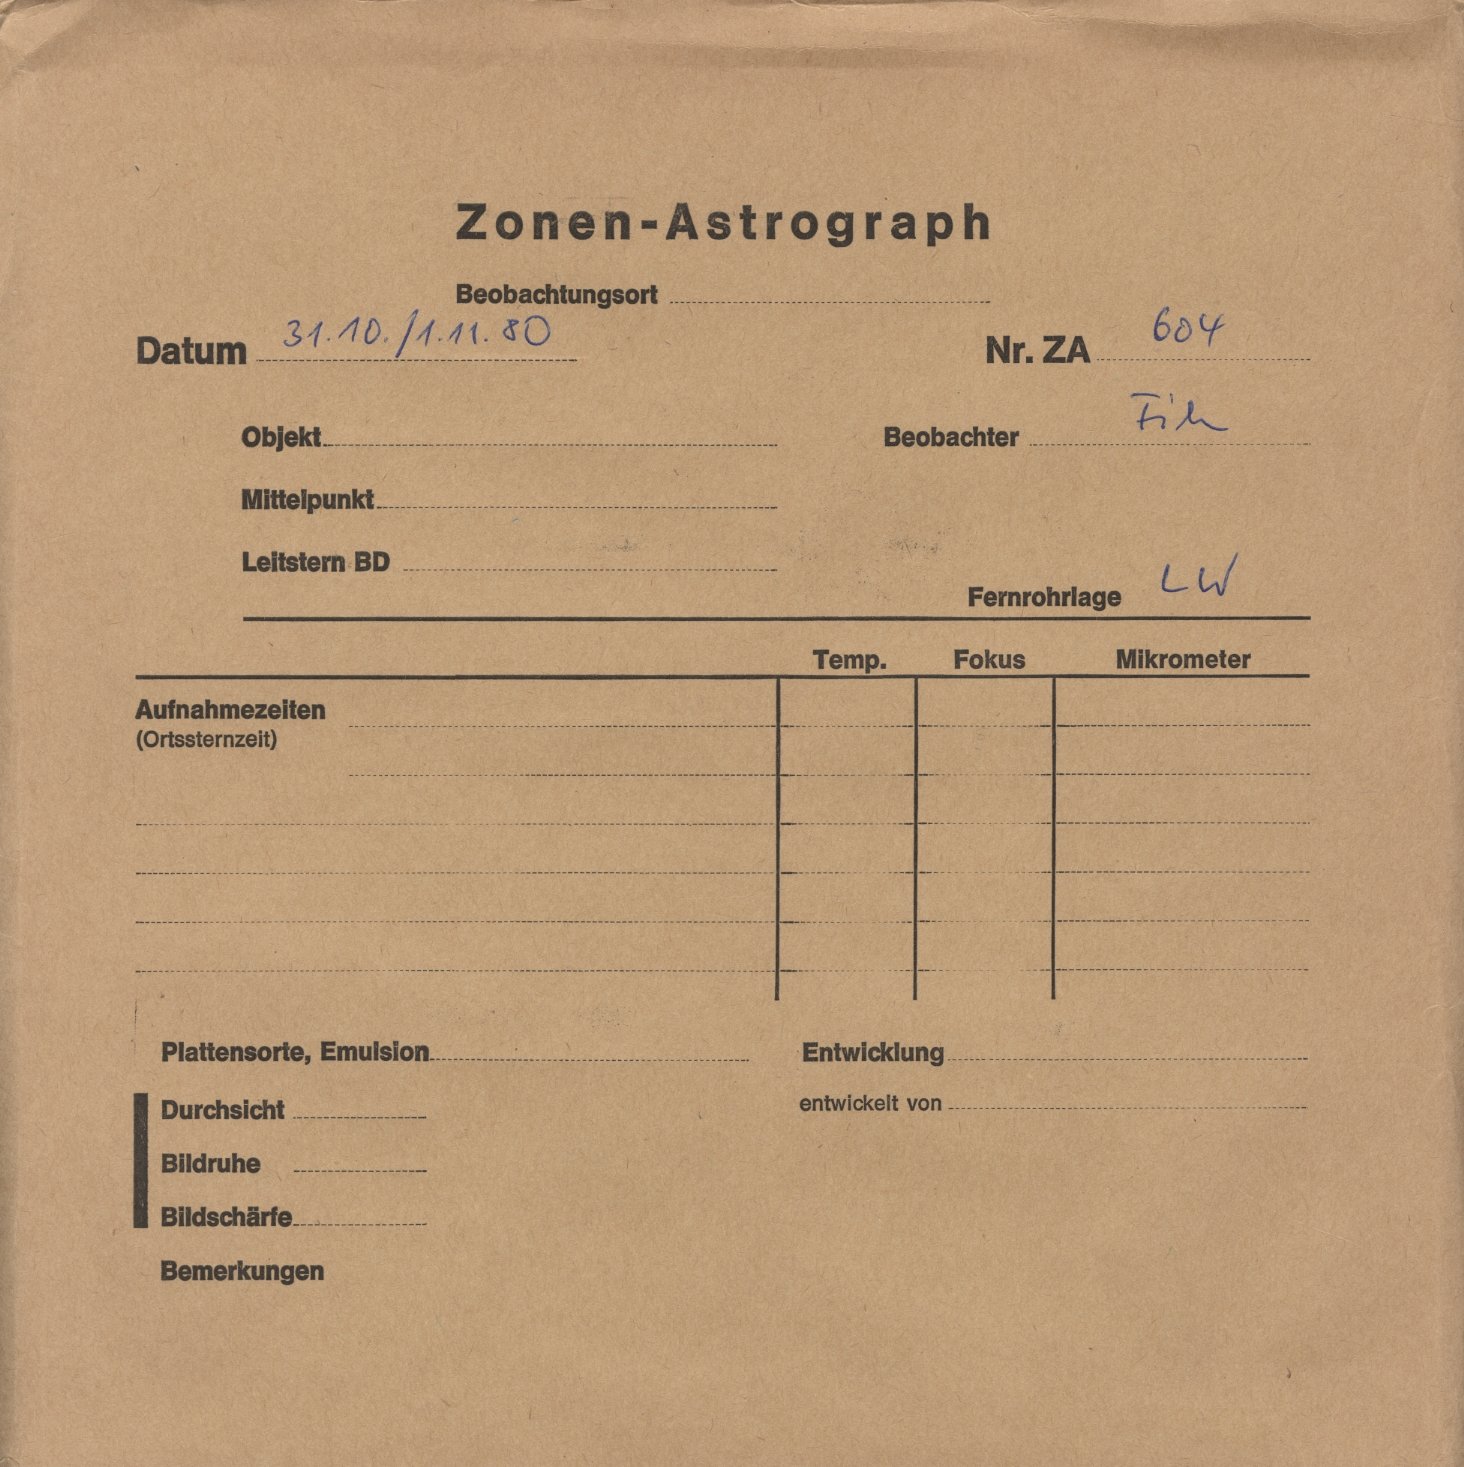 Zonen-Astrograph
Beobachtungsort
Datum 31.10./1.11.80 Nr. ZA 604
Objekt Beobachter
Mittelpunkt
Leitstern BD
Fernrohrlage LW
Temp. Fokus Mikrometer
Aufnahmezeiten
(Ortssternzeit)
Plattensorte, Emulsion Entwicklung
Durchsicht entwickelt von
Bildruhe
Bildschärfe
Bemerkungen